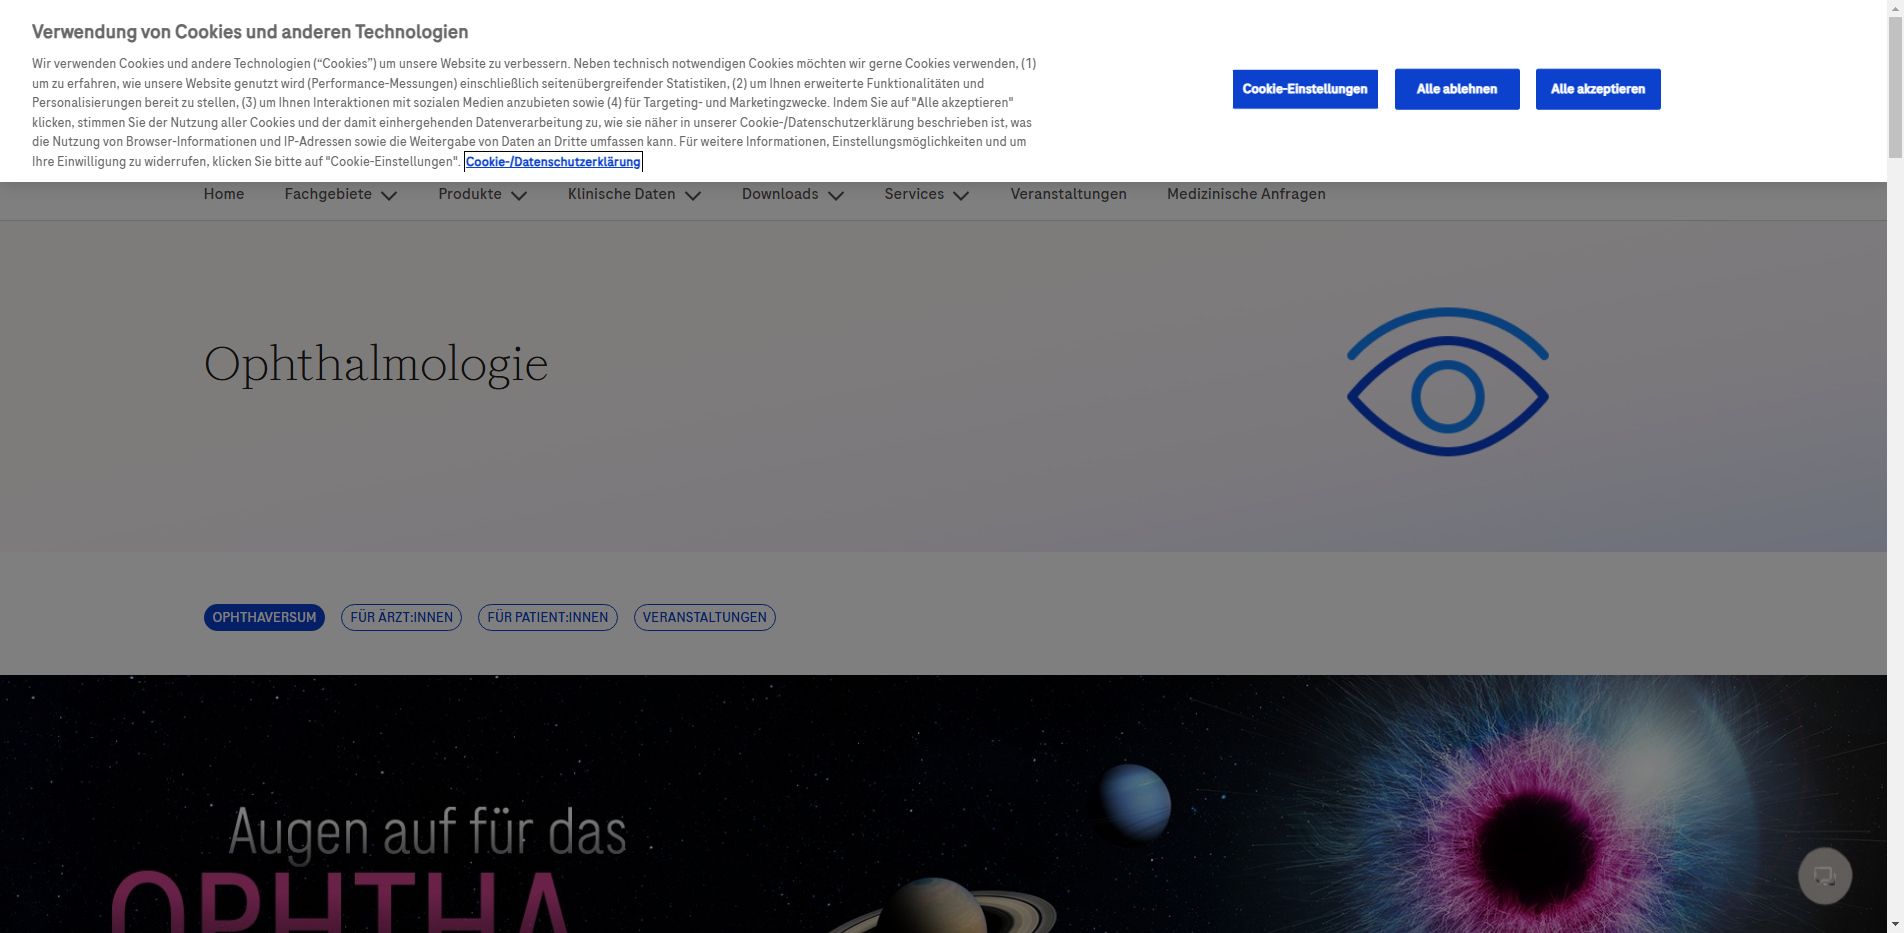 Verwendung von Cookies und anderen Technologien
Wir verwenden Cookies und andere Technologien (“Cookies”) um unsere Website zu verbessern. Neben technisch notwendigen Cookies möchten wir gerne Cookies verwenden, (1)
um zu erfahren, wie unsere Website genutzt wird (Performance-Messungen) einschließlich seitenübergreifender Statistiken, (2) um Ihnen erweiterte Funktionalitäten und
Personalisierungen bereit zu stellen, (3) um Ihnen Interaktionen mit sozialen Medien anzubieten sowie (4) für Targeting- und Marketingzwecke. Indem Sie auf "Alle akzeptieren"
klicken, stimmen Sie der Nutzung aller Cookies und der damit einhergehenden Datenverarbeitung zu, wie sie näher in unserer Cookie-/Datenschutzerklärung beschrieben ist, was
die Nutzung von Browser-Informationen und IP-Adressen sowie die Weitergabe von Daten an Dritte umfassen kann. Für weitere Informationen, Einstellungsmöglichkeiten und um
Ihre Einwilligung zu widerrufen, klicken Sie bitte auf "Cookie-Einstellungen". Cookie-/Datenschutzerklärung
Cookie-Einstellungen Alle ablehnen Alle akzeptieren
Home Fachgebiete Produkte Klinische Daten Downloads Services Veranstaltungen Medizinische Anfragen
Ophthalmologie
OPHTHAVERSUM FÜR ÄRZT:INNEN FÜR PATIENT:INNEN VERANSTALTUNGEN
Augen auf für das
OPHTHA